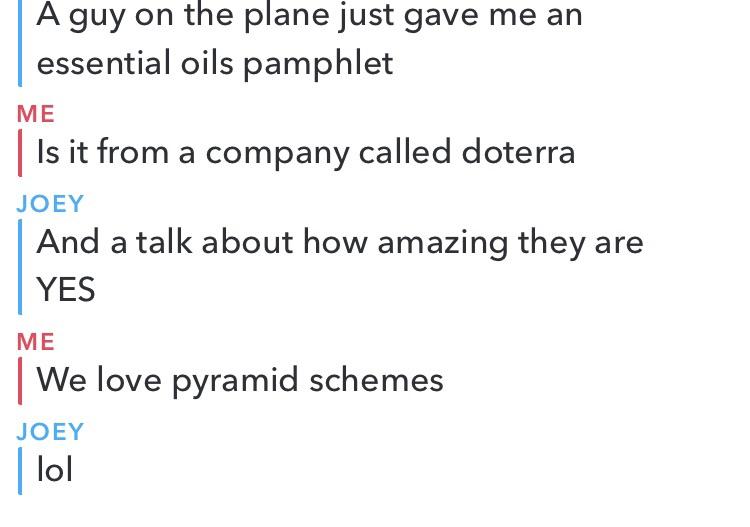 A guy on the plane just gave me an
essential oils pamphlet
ME
Is it from a company called doterra
JOEY
And a talk about how amazing they are
YES
ME
We love pyramid schemes
JOEY
lol